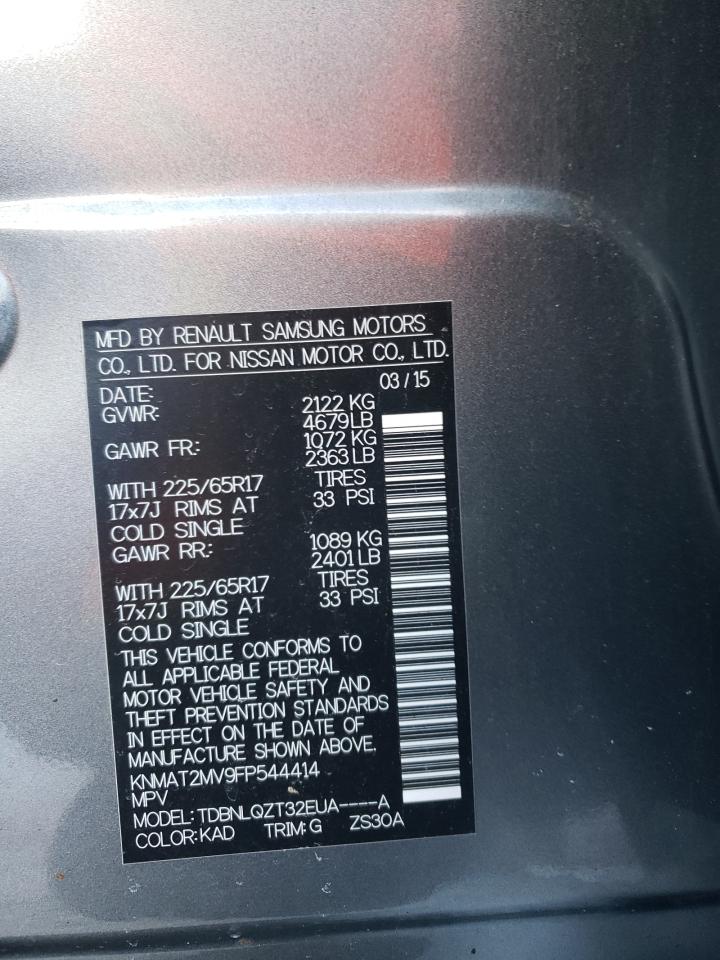 MFD BY RENAULT SAMSUNG MOTORS
CO., LTD. FOR NISSAN MOTOR CO., LTD.
DATE: 03 / 15
GVWR: 2122 KG
4679 LB
GAWR FR: 1072 KG
2363 LB
WITH 225/65R17 TIRES
17x7J RIMS AT 33 PSI
COLD SINGLE
GAWR RR: 1089 KG
2401 LB
WITH 225/65R17 TIRES
17x7J RIMS AT 33 PSI
COLD SINGLE
THIS VEHICLE CONFORMS TO
ALL APPLICABLE FEDERAL
MOTOR VEHICLE SAFETY AND
THEFT PREVENTION STANDARDS
IN EFFECT ON THE DATE OF
MANUFACTURE SHOWN ABOVE.
KNMAT2MV9FP544414
MPV
MODEL: TDBNLQZT32EUA----A
COLOR: KAD TRIM: G ZS30A